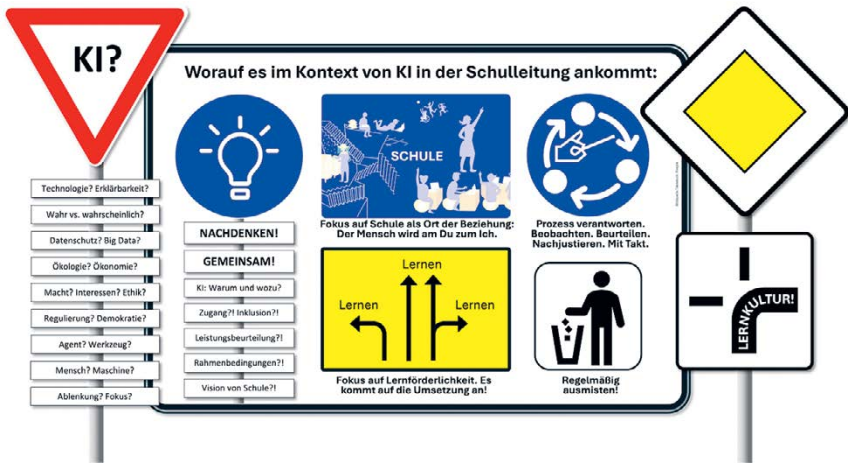 KI?
Technologie? Erklärbarkeit?
Wahr vs. wahrscheinlich?
Datenschutz? Big Data?
Ökologie? Ökonomie?
Macht? Interessen? Ethik?
Regulierung? Demokratie?
Agent? Werkzeug?
Mensch? Maschine?
Ablenkung? Fokus?
Worauf es im Kontext von KI in der Schulleitung ankommt:
NACHDENKEN!
GEMEINSAM!
KI: Warum und wozu?
Zugang?! Inklusion?!
Leistungsbeurteilung?!
Rahmenbedingungen?!
Vision von Schule?!
SCHULE
Fokus auf Schule als Ort der Beziehung:
Der Mensch wird am Du zum Ich.
Lernen
Lernen
Lernen
Fokus auf Lernförderlichkeit. Es
kommt auf die Umsetzung an!
Prozess verantworten.
Beobachten. Beurteilen.
Nachjustieren. Mit Takt.
Regelmäßig
ausmisten!
LERNKULTUR!